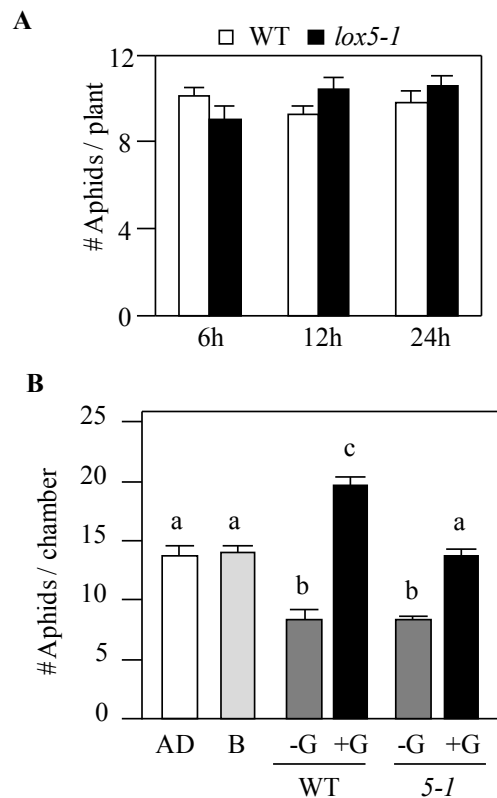 A
WT lox5-1
# Aphids / plant
12
8
4
0
6h 12h 24h
B
# Aphids / chamber
25
20
15
10
5
0
a a b c b a
AD B -G +G -G +G
WT 5-1